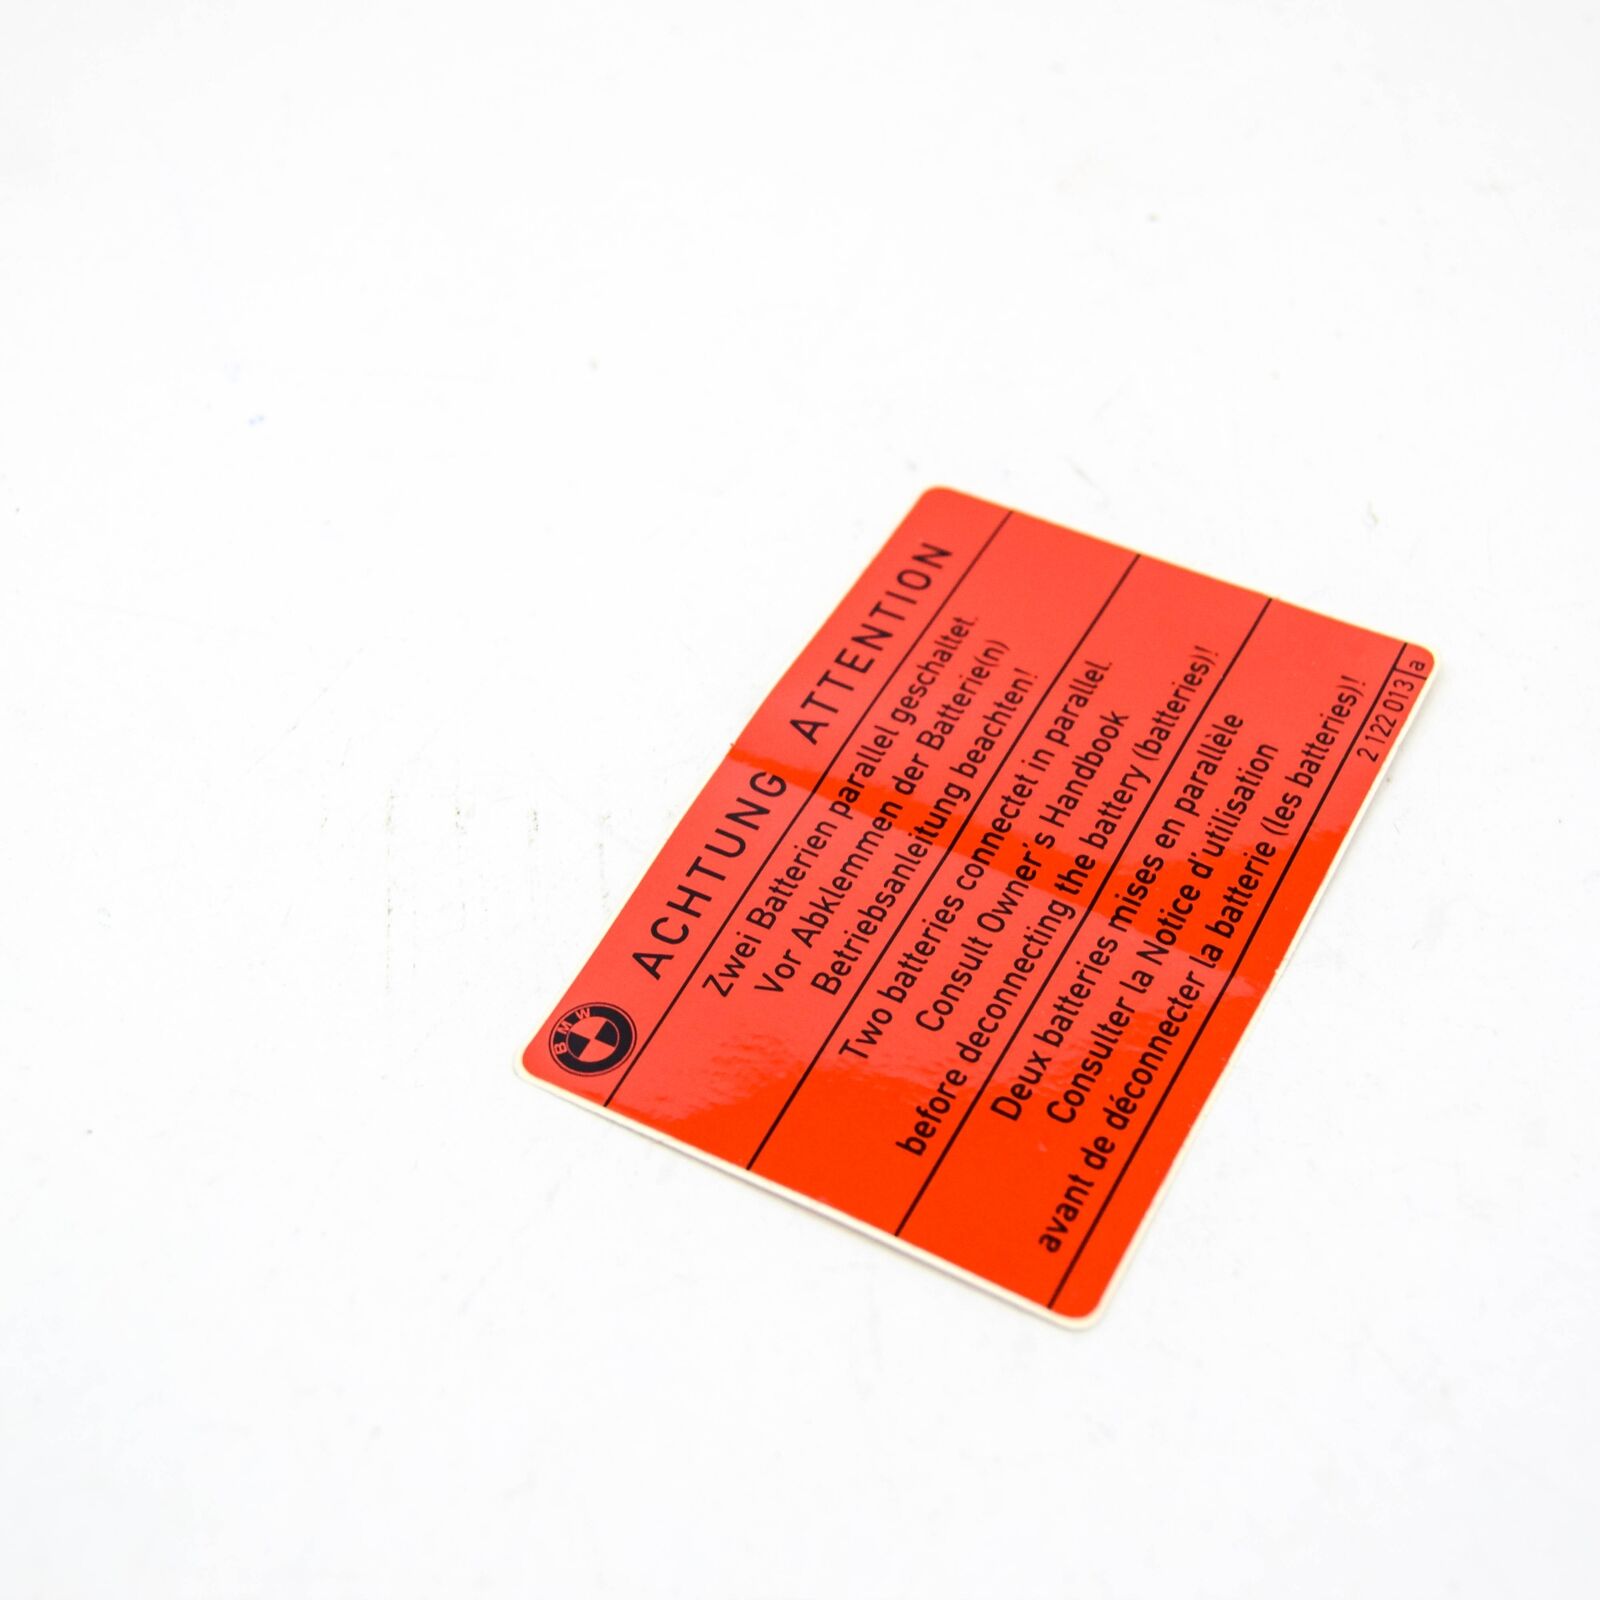 BMW
ACHTUNG ATTENTION
Zwei Batterien parallel geschaltet.
Vor Abklemmen der Batterie(n)
Betriebsanleitung beachten!
Two batteries connectet in parallel.
Consult Owner's Handbook
before deconnecting the battery (batteries)!
Deux batteries mises en parallèle
Consulter la Notice d'utilisation
avant de déconnecter la batterie (les batteries)!
2 122 013 a